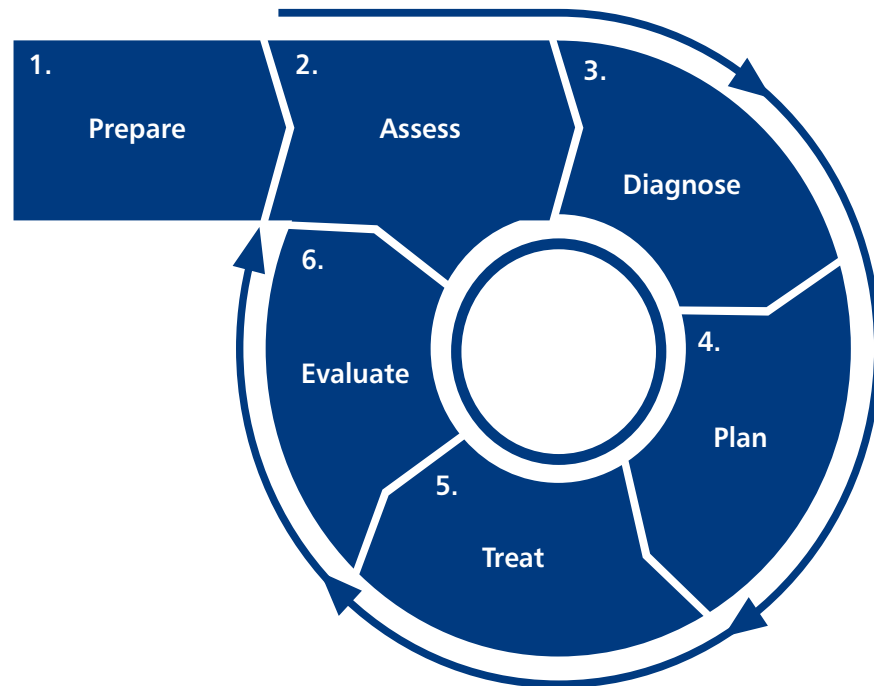 1.
Prepare
2.
Assess
3.
Diagnose
4.
Plan
5.
Treat
6.
Evaluate